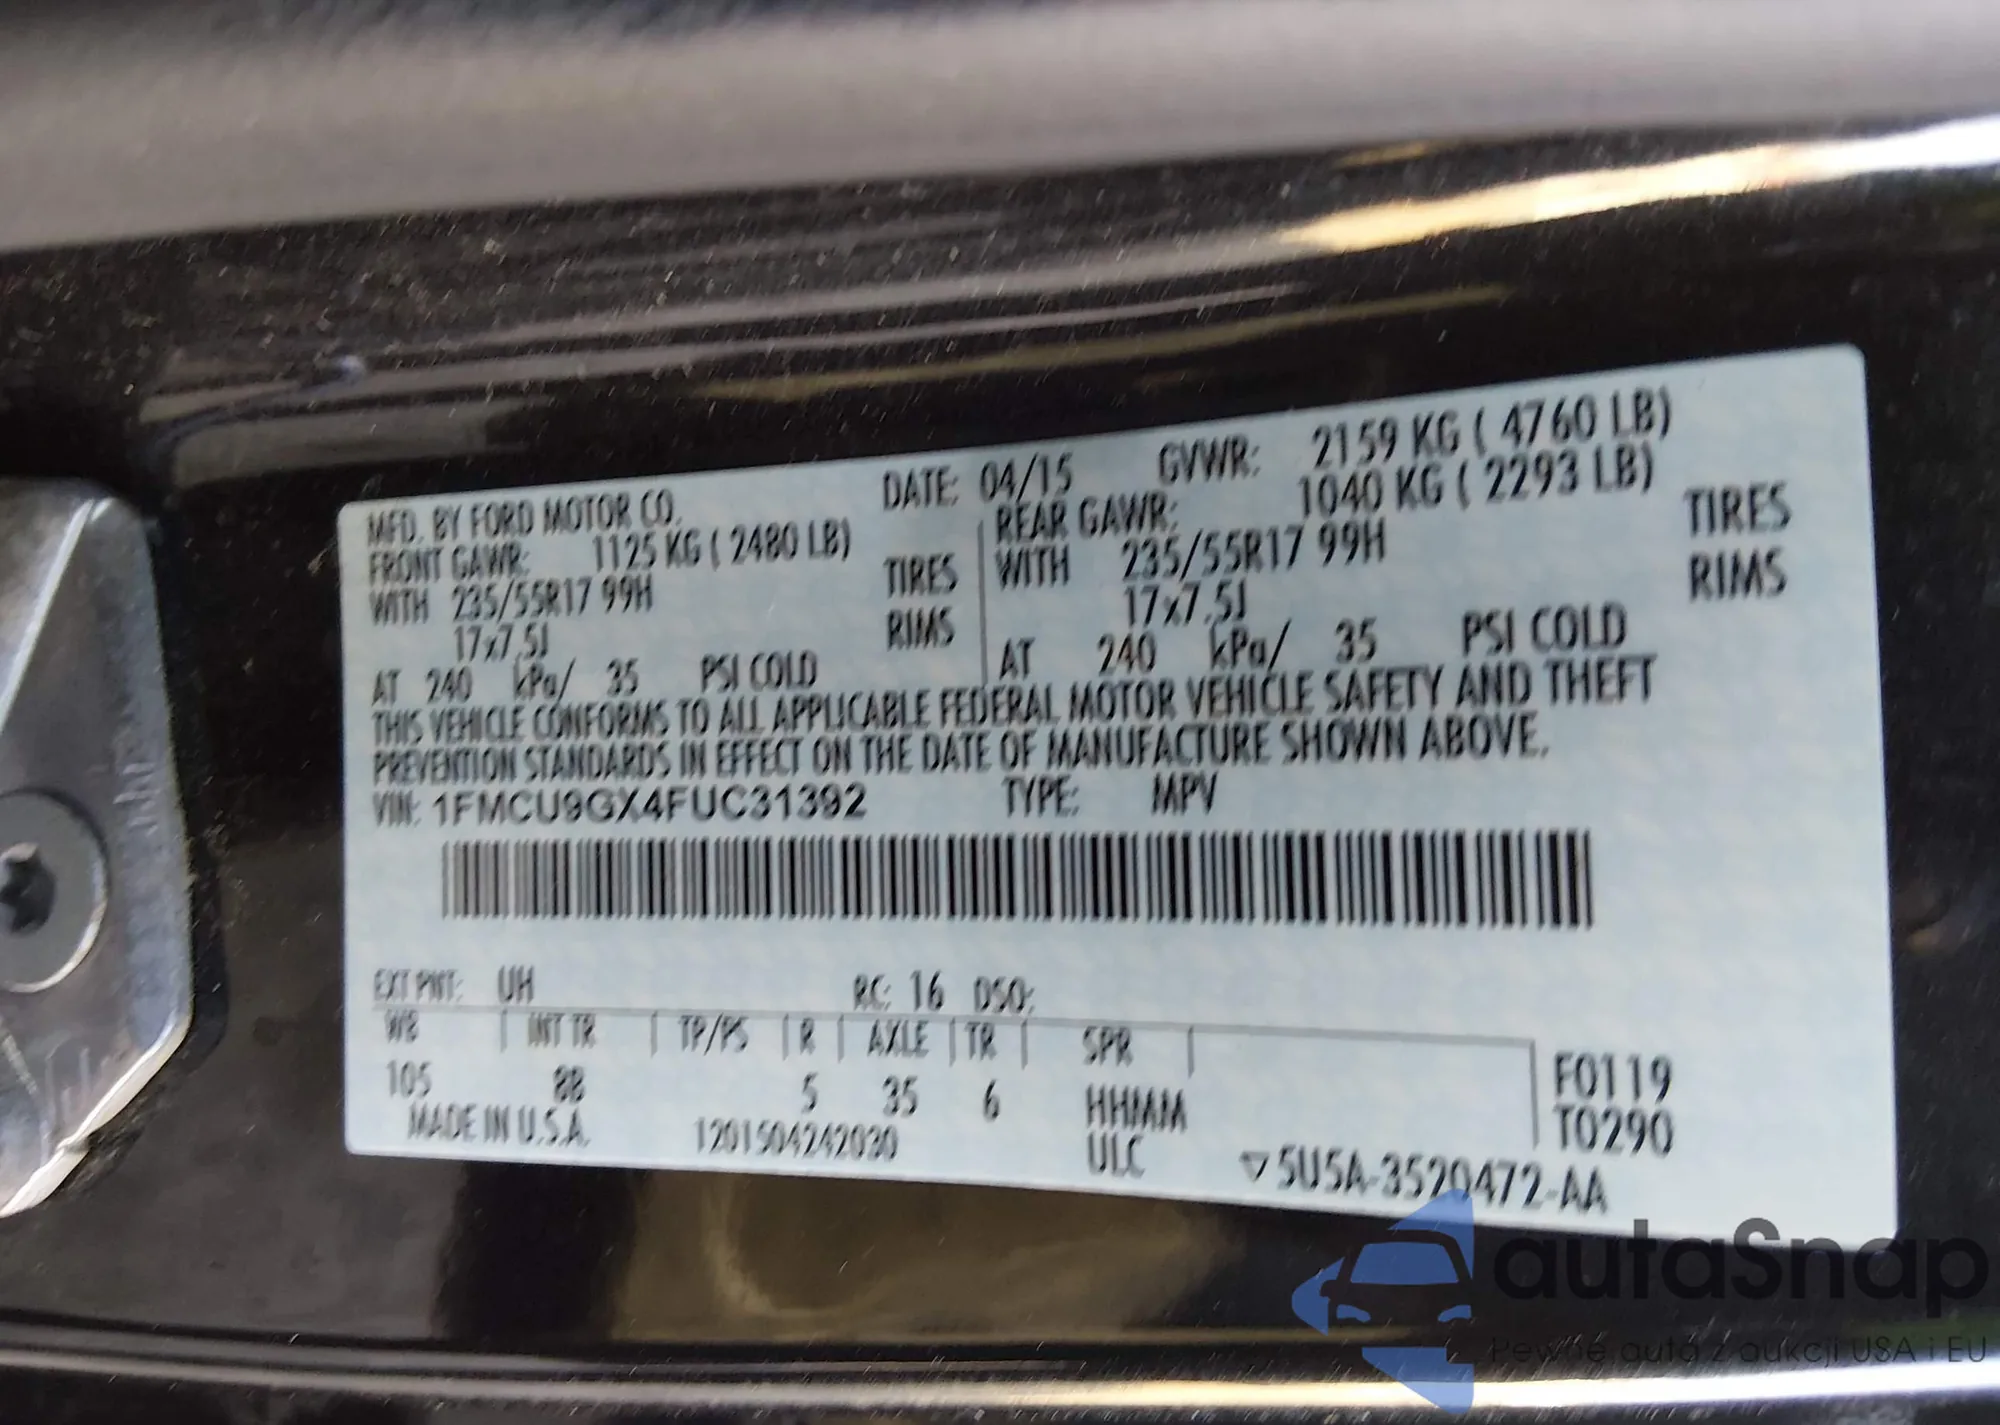 MFD. BY FORD MOTOR CO. DATE: 04/15 GVWR: 2159 KG ( 4760 LB)
FRONT GAWR: 1125 KG ( 2480 LB) REAR GAWR: 1040 KG ( 2293 LB)
WITH 235/55R17 99H TIRES WITH 235/55R17 99H TIRES
17x7.5J RIMS 17x7.5J RIMS
AT 240 kPa/ 35 PSI COLD AT 240 kPa/ 35 PSI COLD
THIS VEHICLE CONFORMS TO ALL APPLICABLE FEDERAL MOTOR VEHICLE SAFETY AND THEFT
PREVENTION STANDARDS IN EFFECT ON THE DATE OF MANUFACTURE SHOWN ABOVE.
VIN: 1FMCU9GX4FUC31392 TYPE: MPV
EXT PNT: UH RC: 16 DSO:
WB INT TR TP/PS R AXLE TR SPR
105 8B 5 35 6 HHMM F0119
MADE IN U.S.A. 1201504242030 ULC T0290
▽5U5A-3520472-AA
autaSnap
Pewne auta z aukcji USA i EU